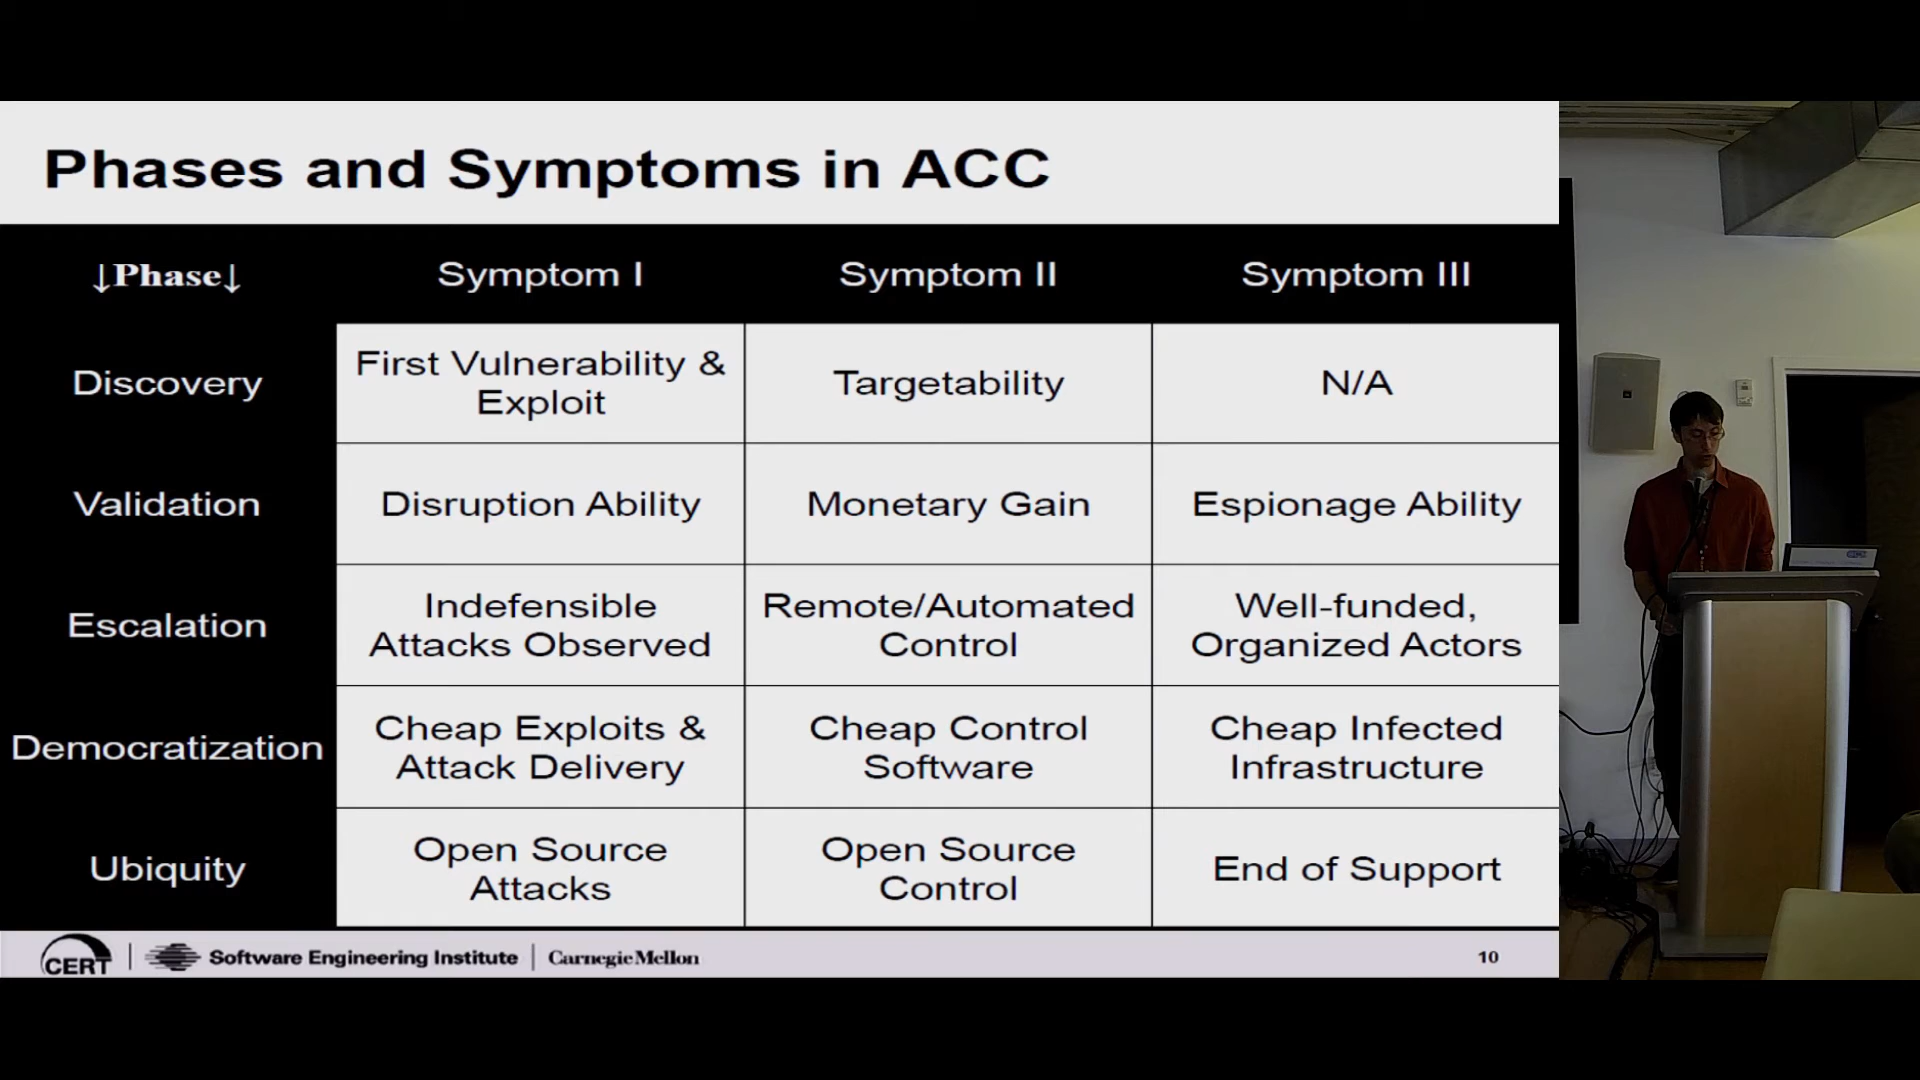 Phases and Symptoms in ACC
↓Phase↓
Symptom I
Symptom II
Symptom III
Discovery
First Vulnerability &
Exploit
Targetability
N/A
Validation
Disruption Ability
Monetary Gain
Espionage Ability
Escalation
Indefensible
Attacks Observed
Remote/Automated
Control
Well-funded,
Organized Actors
Democratization
Cheap Exploits &
Attack Delivery
Cheap Control
Software
Cheap Infected
Infrastructure
Ubiquity
Open Source
Attacks
Open Source
Control
End of Support
CERT
Software Engineering Institute
Carnegie Mellon
10